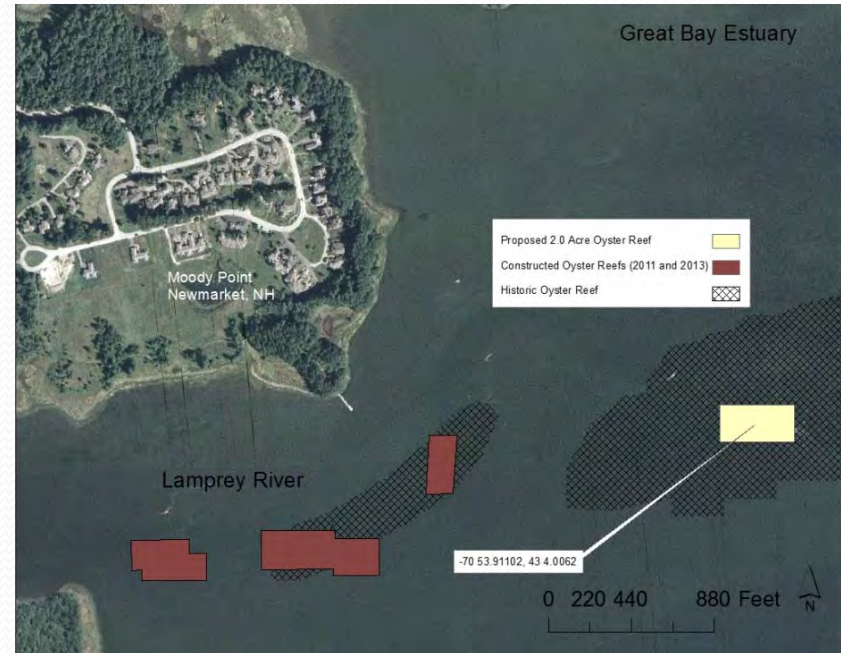 Great Bay Estuary
Proposed 2.0 Acre Oyster Reef
Constructed Oyster Reefs (2011 and 2013)
Historic Oyster Reef
Moody Point
Newmarket, NH
Lamprey River
-70 53.91102, 43 4.0062
0 220 440 880 Feet
N